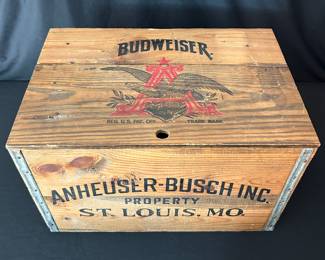 BUDWEISER.
A
REG. U.S. PAT. OFF. TRADE MARK
ANHEUSER-BUSCH INC.
PROPERTY
ST. LOUIS, MO.